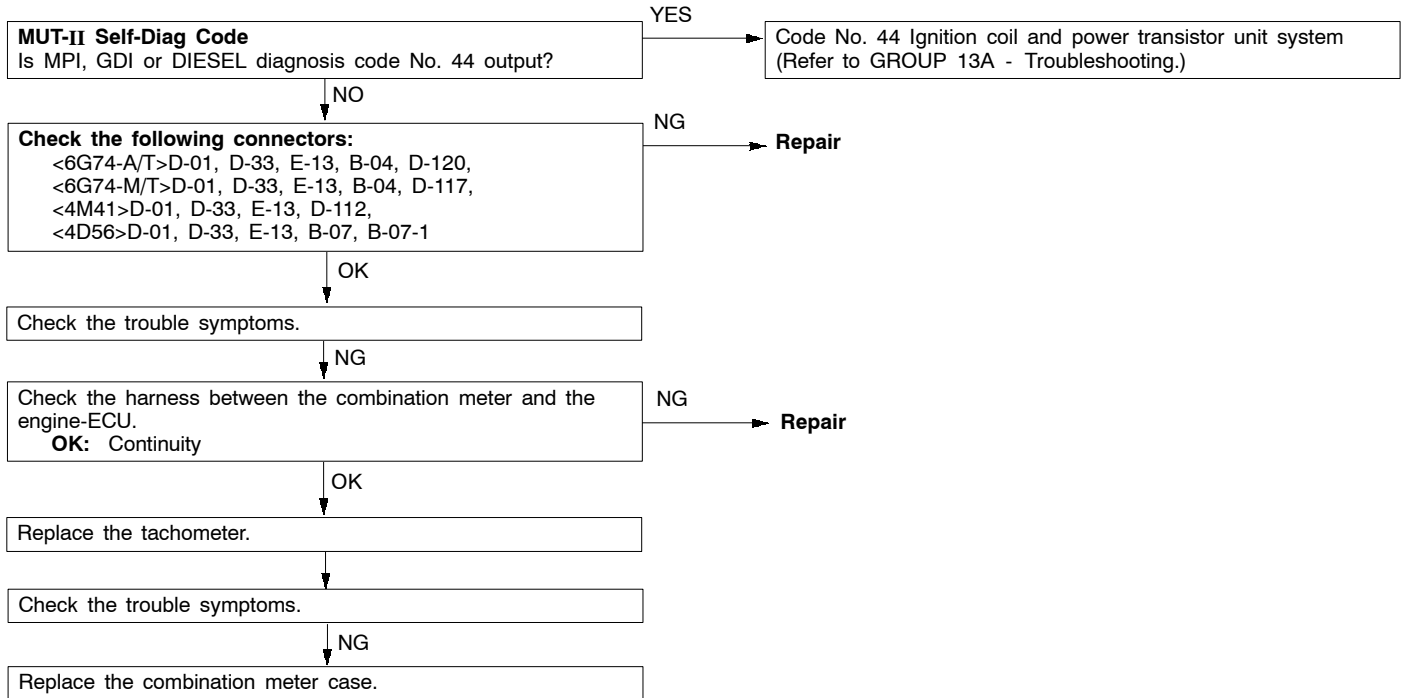 YES
MUT-II Self-Diag Code
Is MPI, GDI or DIESEL diagnosis code No. 44 output?
Code No. 44 Ignition coil and power transistor unit system
(Refer to GROUP 13A - Troubleshooting.)
NO
Check the following connectors:
<6G74-A/T>D-01, D-33, E-13, B-04, D-120,
<6G74-M/T>D-01, D-33, E-13, B-04, D-117,
<4M41>D-01, D-33, E-13, D-112,
<4D56>D-01, D-33, E-13, B-07, B-07-1
NG
Repair
OK
Check the trouble symptoms.
NG
Check the harness between the combination meter and the
engine-ECU.
OK: Continuity
NG
Repair
OK
Replace the tachometer.
Check the trouble symptoms.
NG
Replace the combination meter case.